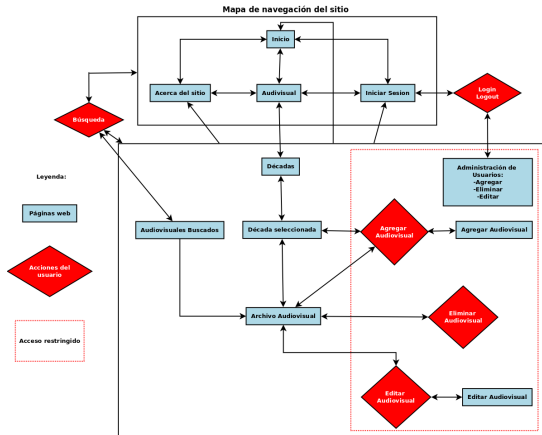 Mapa de navegación del sitio
Inicio
Acerca del sitio
Audivisual
Iniciar Sesion
Login
Logout
Búsqueda
Décadas
Administración de
Usuarios:
-Agregar
-Eliminar
-Editar
Leyenda:
Páginas web
Audiovisuales Buscados
Década seleccionada
Agregar
Audiovisual
Agregar Audiovisual
Acciones del
usuario
Archivo Audiovisual
Eliminar
Audiovisual
Acceso restringido
Editar
Audiovisual
Editar Audiovisual